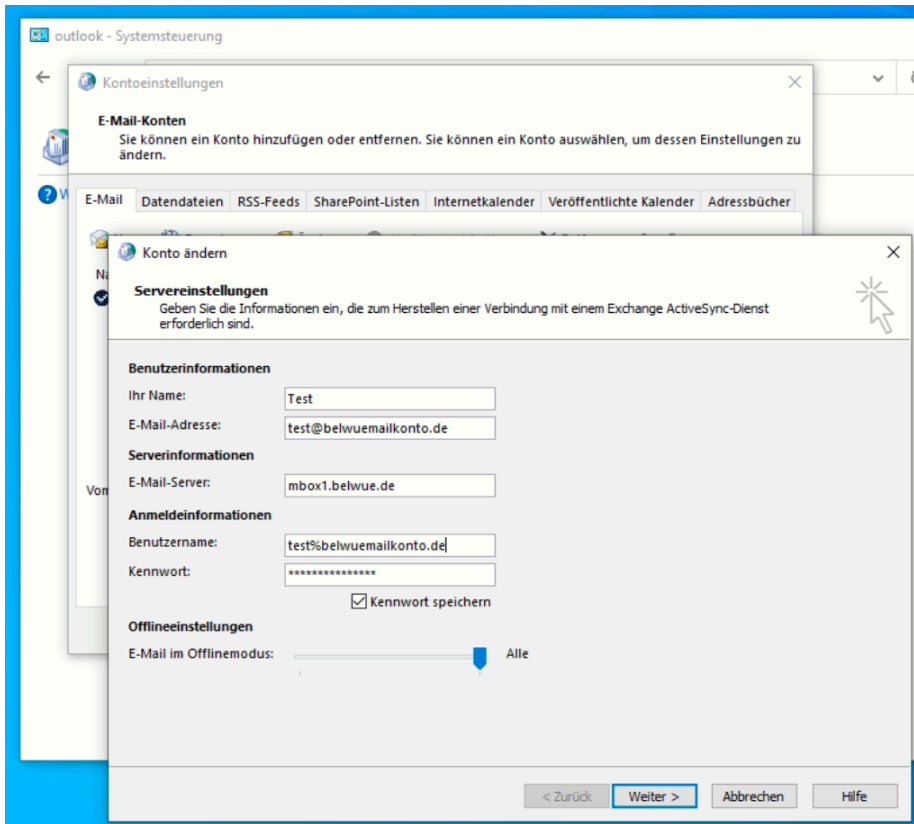 outlook - Systemsteuerung
Kontoeinstellungen
E-Mail-Konten
Sie können ein Konto hinzufügen oder entfernen. Sie können ein Konto auswählen, um dessen Einstellungen zu
ändern.
E-Mail Datendateien RSS-Feeds SharePoint-Listen Internetkalender Veröffentlichte Kalender Adressbücher
Konto ändern
Servereinstellungen
Geben Sie die Informationen ein, die zum Herstellen einer Verbindung mit einem Exchange ActiveSync-Dienst
erforderlich sind.
Benutzerinformationen
Ihr Name: Test
E-Mail-Adresse: test@belwuemailkonto.de
Serverinformationen
E-Mail-Server: mbox1.belwue.de
Anmeldeinformationen
Benutzername: test%belwuemailkonto.de
Kennwort: ***************
Kennwort speichern
Offlineeinstellungen
E-Mail im Offlinemodus: Alle
< Zurück Weiter > Abbrechen Hilfe